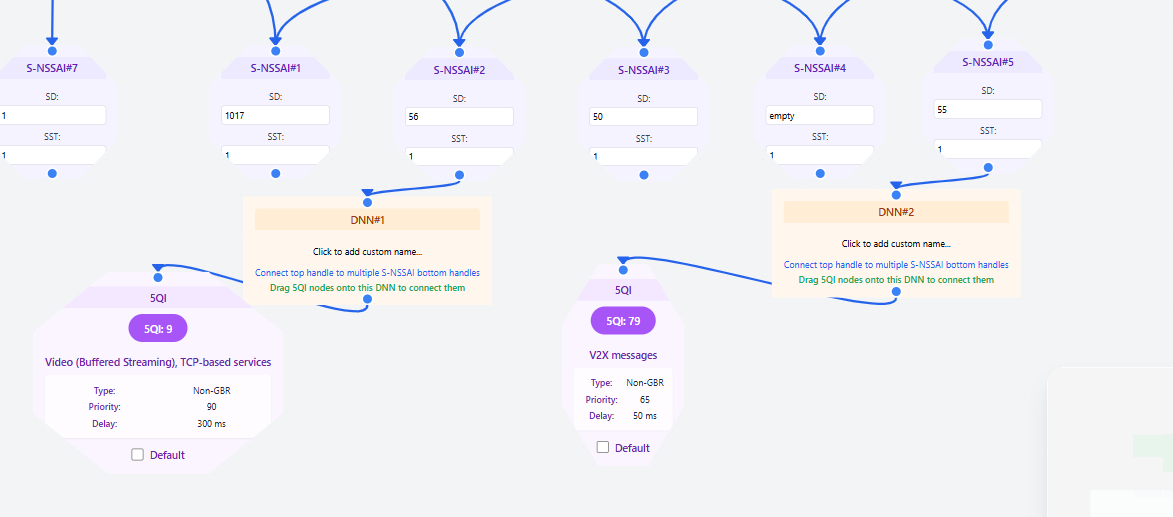 S-NSSAI#7
SD:
1
SST:
1
S-NSSAI#1
SD:
1017
SST:
1
S-NSSAI#2
SD:
56
SST:
1
S-NSSAI#3
SD:
50
SST:
1
S-NSSAI#4
SD:
empty
SST:
1
S-NSSAI#5
SD:
55
SST:
1
DNN#1
Click to add custom name...
Connect top handle to multiple S-NSSAI bottom handles
Drag 5QI nodes onto this DNN to connect them
DNN#2
Click to add custom name...
Connect top handle to multiple S-NSSAI bottom handles
Drag 5QI nodes onto this DNN to connect them
5QI
5QI: 9
Video (Buffered Streaming), TCP-based services
Type: Non-GBR
Priority: 90
Delay: 300 ms
Default
5QI
5QI: 79
V2X messages
Type: Non-GBR
Priority: 65
Delay: 50 ms
Default